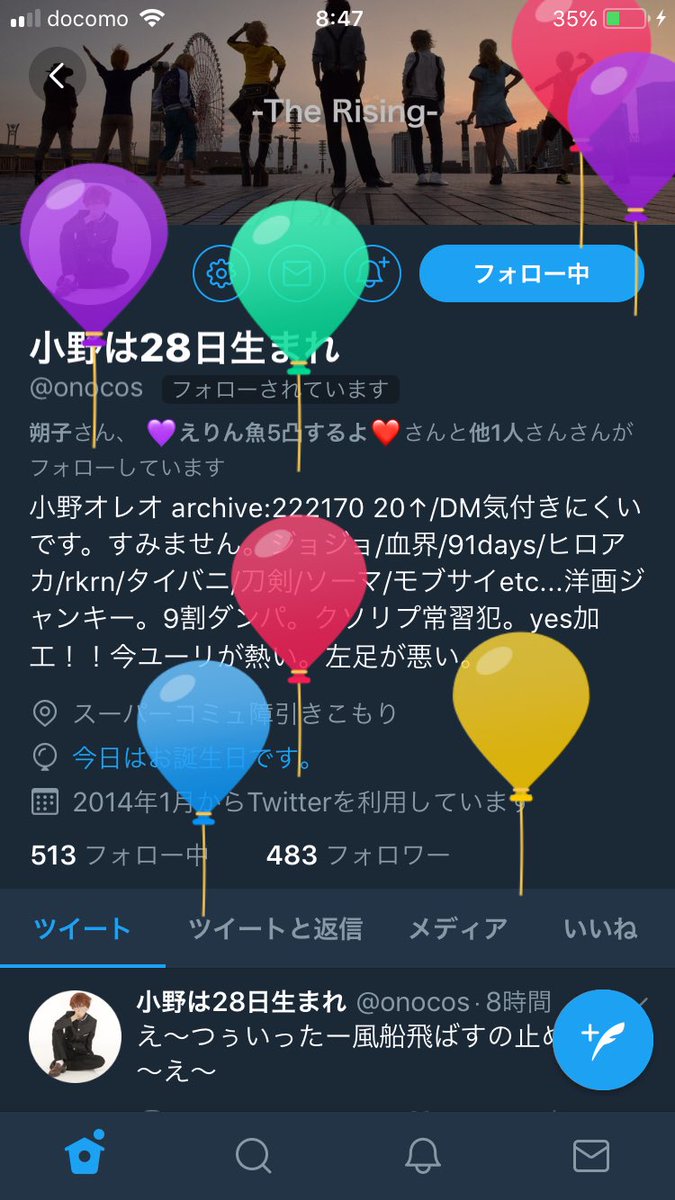 docomo 8:47 35%
-The Rising-
フォロー中
小野は28日生まれ
@onocos フォローされています
朔子さん、💜えりん魚5凸するよ❤️さんと他1人さんさんが
フォローしています
小野オレオ archive:222170 20↑/DM気付きにくい
です。すみません。ジョジョ/血界/91days/ヒロア
カ/rkrn/タイバニ/刀剣/ソーマ/モブサイetc...洋画ジ
ャンキー。9割ダンパ。クソリプ常習犯。yes加
工！！今ユーリが熱い。左足が悪い。
スーパーコミュ障引きこもり
今日はお誕生日です。
2014年1月からTwitterを利用しています
513 フォロー中 483 フォロワー
ツイート ツイートと返信 メディア いいね
小野は28日生まれ @onocos · 8時間
え〜つぅいったー風船飛ばすの止め
〜え〜